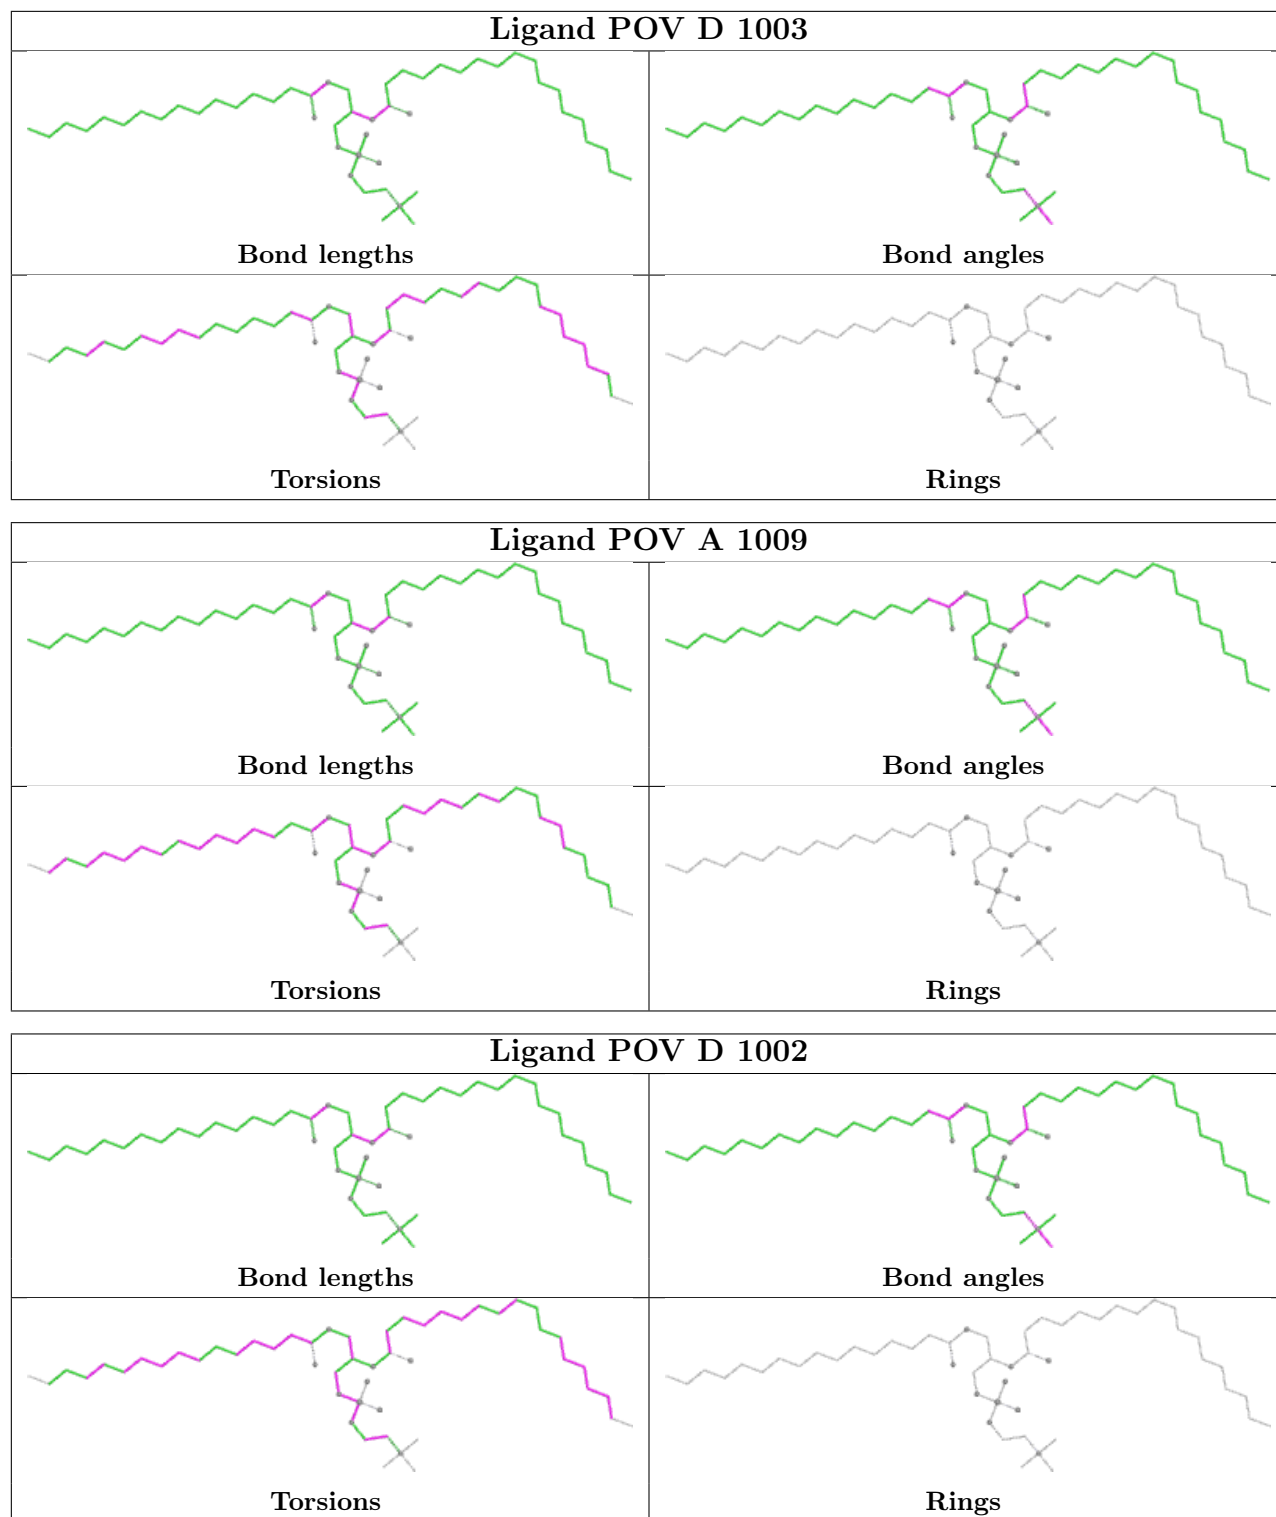 Ligand POV D 1003
Bond lengths
Bond angles
Torsions
Rings
Ligand POV A 1009
Bond lengths
Bond angles
Torsions
Rings
Ligand POV D 1002
Bond lengths
Bond angles
Torsions
Rings